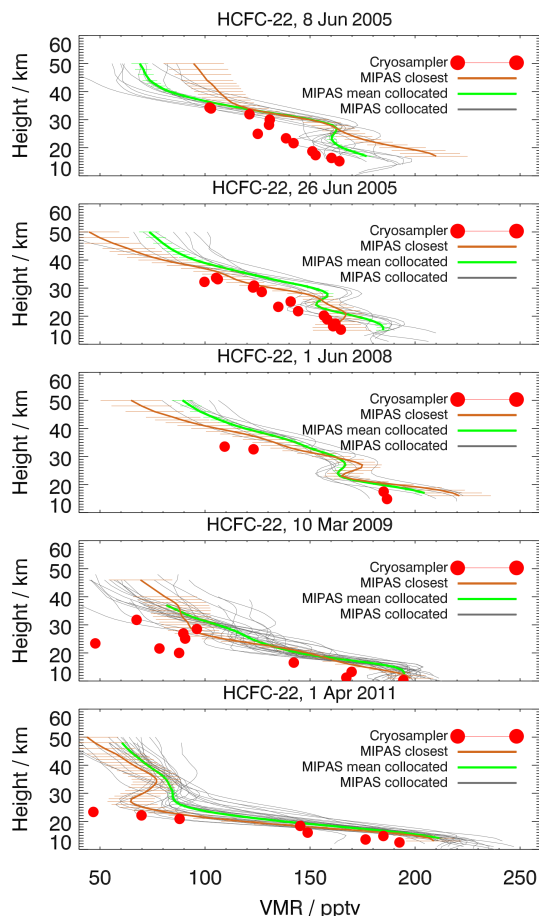 HCFC-22, 8 Jun 2005
60
50
40
30
20
10
Height / km
Cryosampler
MIPAS closest
MIPAS mean collocated
MIPAS collocated
HCFC-22, 26 Jun 2005
60
50
40
30
20
10
Height / km
Cryosampler
MIPAS closest
MIPAS mean collocated
MIPAS collocated
HCFC-22, 1 Jun 2008
60
50
40
30
20
10
Height / km
Cryosampler
MIPAS closest
MIPAS mean collocated
MIPAS collocated
HCFC-22, 10 Mar 2009
60
50
40
30
20
10
Height / km
Cryosampler
MIPAS closest
MIPAS mean collocated
MIPAS collocated
HCFC-22, 1 Apr 2011
60
50
40
30
20
10
Height / km
Cryosampler
MIPAS closest
MIPAS mean collocated
MIPAS collocated
50 100 150 200 250
VMR / pptv